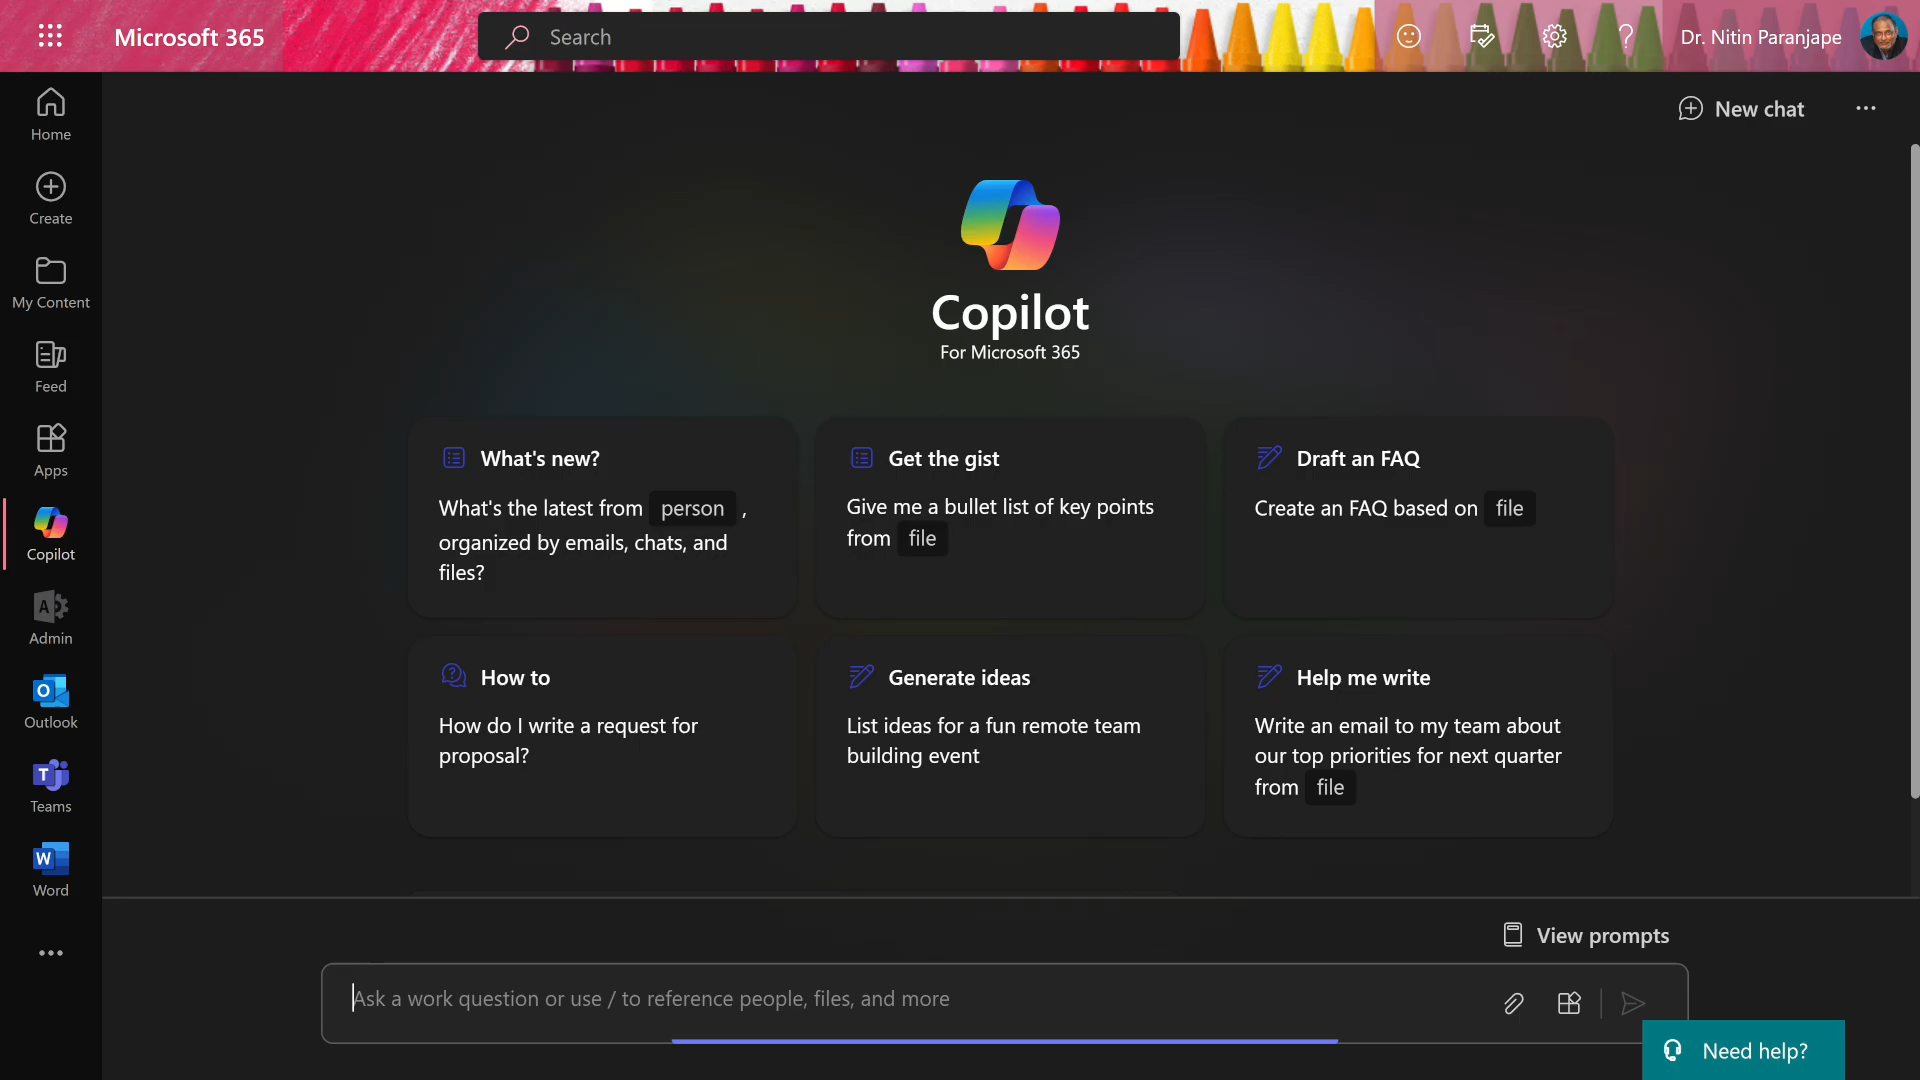 Microsoft 365
Search
Dr. Nitin Paranjape
Home
Create
My Content
Feed
Apps
Copilot
Admin
Outlook
Teams
Word
New chat
Copilot
For Microsoft 365
What's new?
What's the latest from person ,
organized by emails, chats, and
files?
Get the gist
Give me a bullet list of key points
from file
Draft an FAQ
Create an FAQ based on file
How to
How do I write a request for
proposal?
Generate ideas
List ideas for a fun remote team
building event
Help me write
Write an email to my team about
our top priorities for next quarter
from file
View prompts
Ask a work question or use / to reference people, files, and more
Need help?